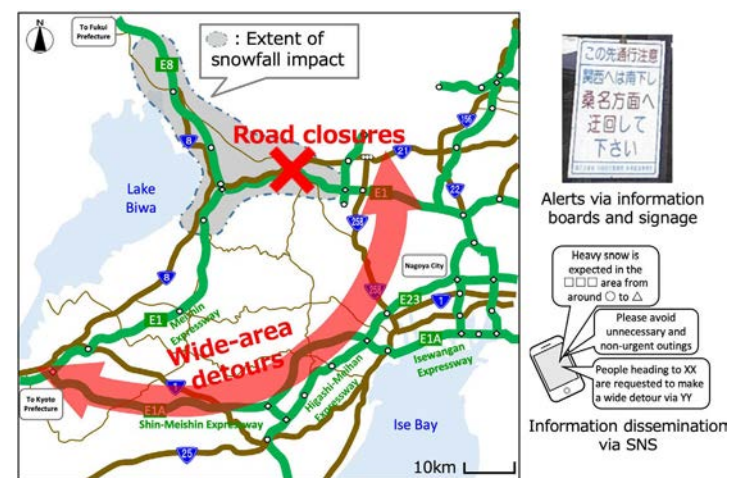 To Fukui
Prefecture
E8
: Extent of
snowfall impact
Road closures
8
21
156
Lake
Biwa
E1
22
258
8
Nagoya City
258
E23
1
E1
Meishin
Expressway
E1A
Isewangan
Expressway
Wide-area
detours
1
Higashi-Meihan
Expressway
To Kyoto
Prefecture
E1A
Shin-Meishin Expressway
25
Ise Bay
10km
この先通行注意
関西へは南下し
桑名方面へ
迂回して
下さい
Alerts via information
boards and signage
Heavy snow is
expected in the
□□□ area from
around ○ to △
Please avoid
unnecessary and
non-urgent outings
People heading to XX
are requested to make
a wide detour via YY
Information dissemination
via SNS